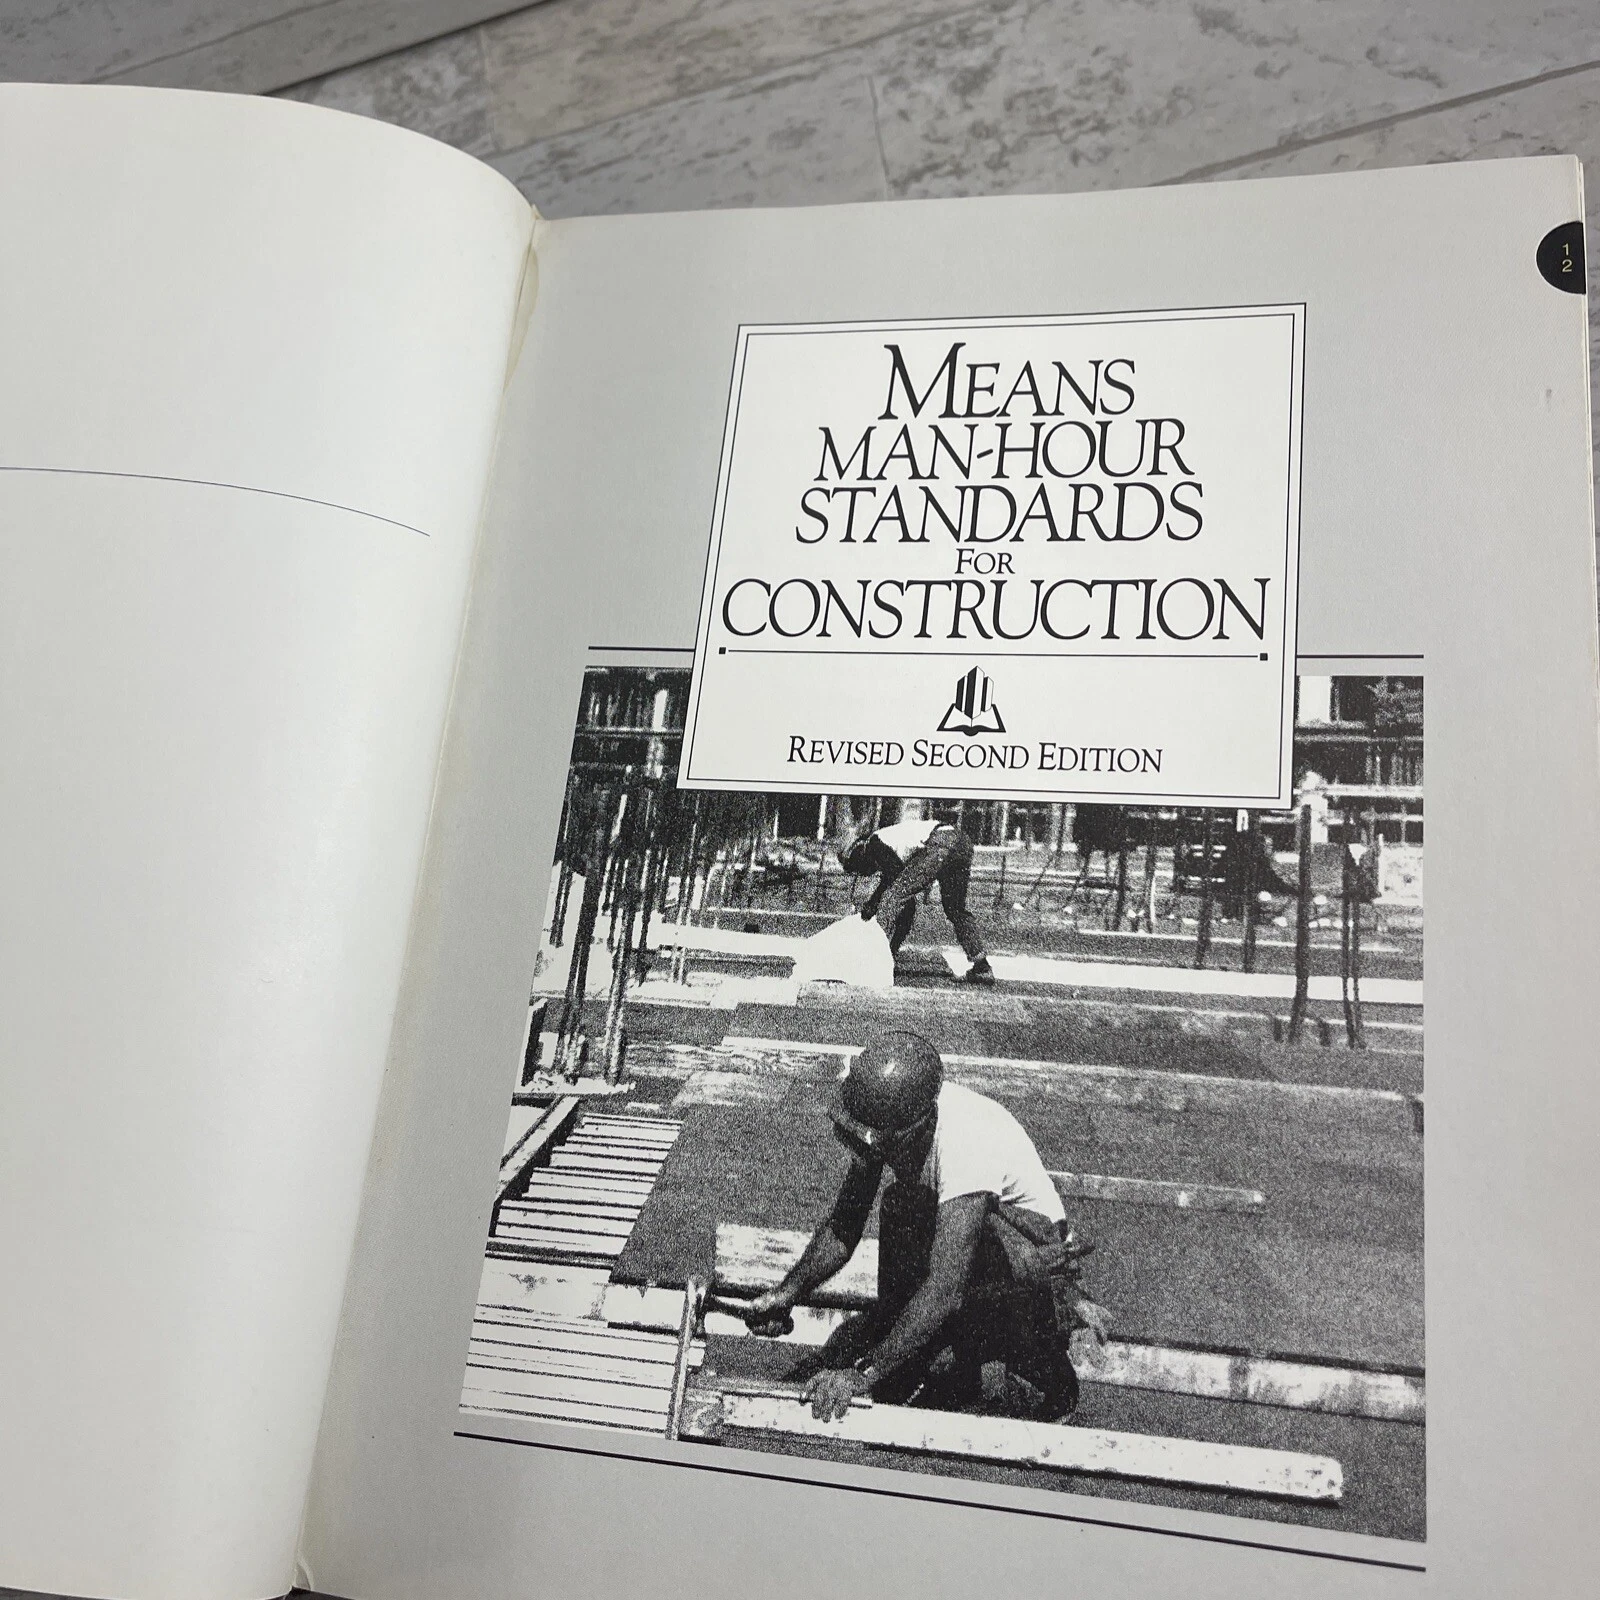 1
2
MEANS
MAN-HOUR
STANDARDS
FOR
CONSTRUCTION
REVISED SECOND EDITION